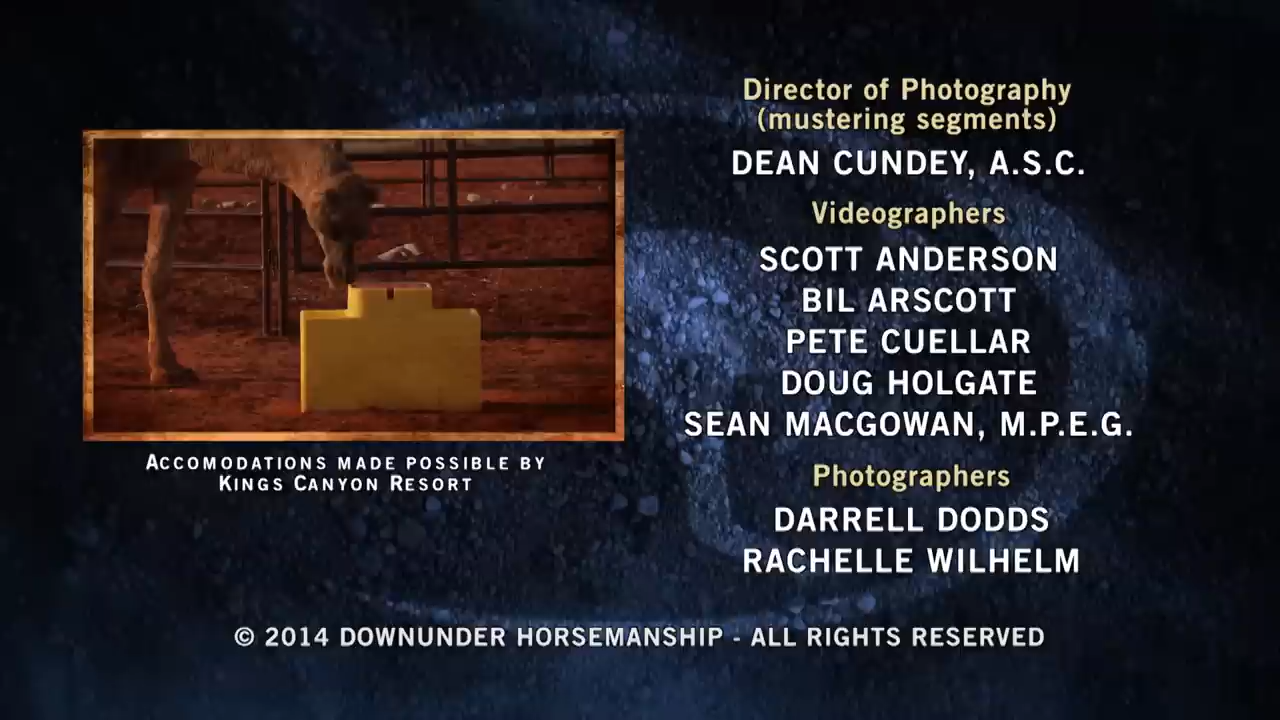 Director of Photography
(mustering segments)
DEAN CUNDEY, A.S.C.
Videographers
SCOTT ANDERSON
BIL ARSCOTT
PETE CUELLAR
DOUG HOLGATE
SEAN MACGOWAN, M.P.E.G.
Photographers
DARRELL DODDS
RACHELLE WILHELM
ACCOMODATIONS MADE POSSIBLE BY
KINGS CANYON RESORT
© 2014 DOWNUNDER HORSEMANSHIP - ALL RIGHTS RESERVED